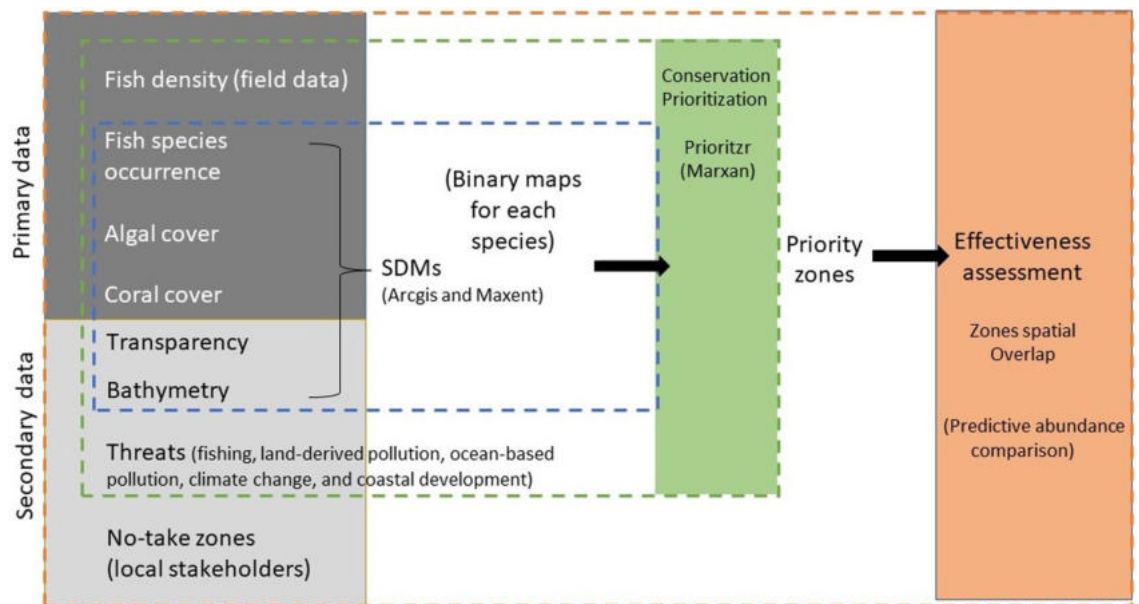 Primary data
Secondary data
Fish density (field data)
Fish species
occurrence
Algal cover
Coral cover
Transparency
Bathymetry
Threats (fishing, land-derived pollution, ocean-based
pollution, climate change, and coastal development)
No-take zones
(local stakeholders)
SDMs
(Arcgis and Maxent)
(Binary maps
for each
species)
Conservation
Prioritization
Prioritzr
(Marxan)
Priority
zones
Effectiveness
assessment
Zones spatial
Overlap
(Predictive abundance
comparison)